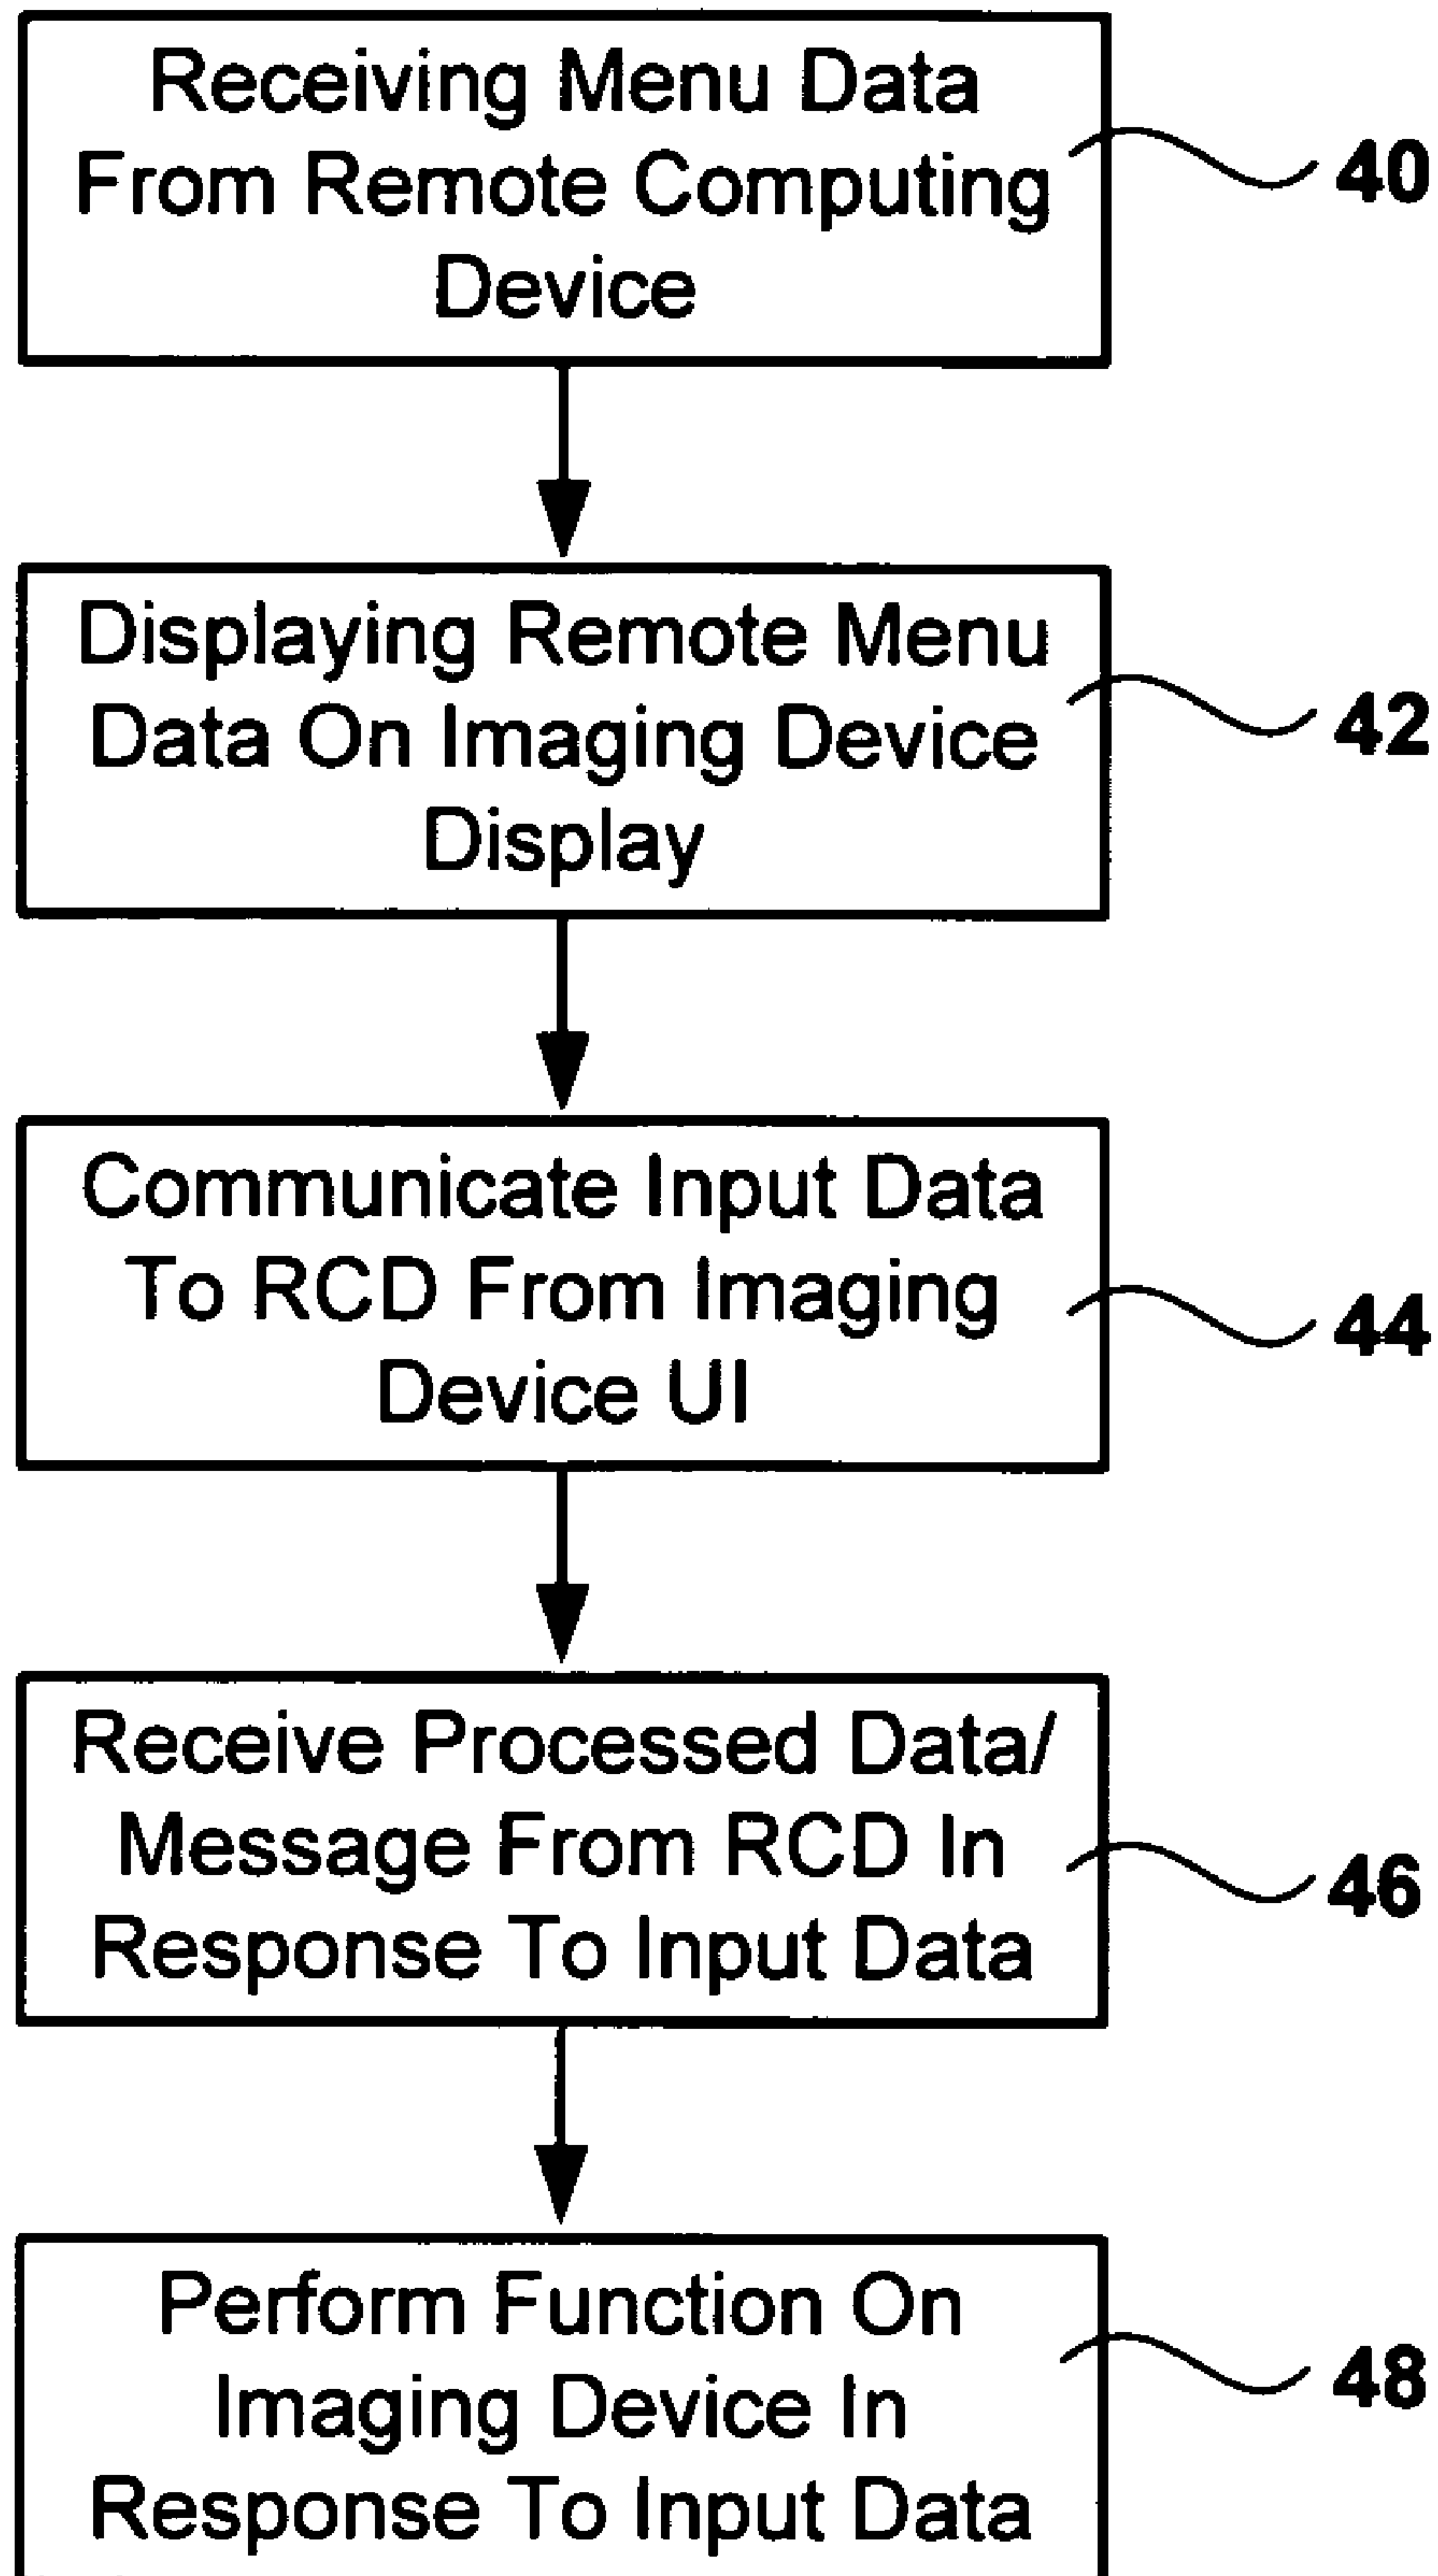 Receiving Menu Data
From Remote Computing
Device
40
Displaying Remote Menu
Data On Imaging Device
Display
42
Communicate Input Data
To RCD From Imaging
Device UI
44
Receive Processed Data/
Message From RCD In
Response To Input Data
46
Perform Function On
Imaging Device In
Response To Input Data
48